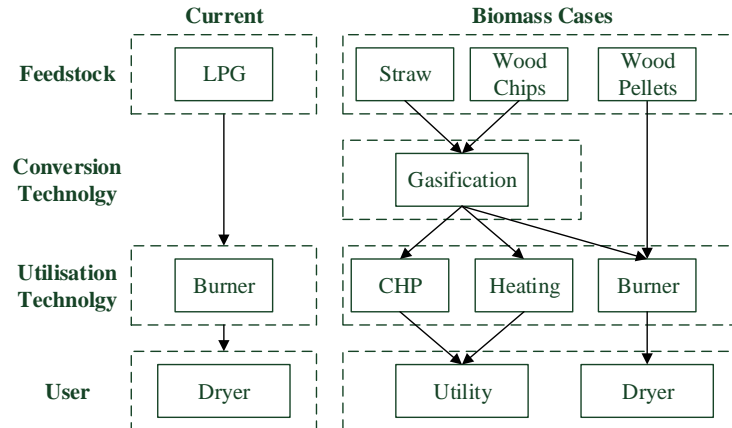 Current
Biomass Cases
Feedstock
LPG
Straw
Wood
Chips
Wood
Pellets
Conversion
Technolgy
Gasification
Utilisation
Technolgy
Burner
CHP
Heating
Burner
User
Dryer
Utility
Dryer